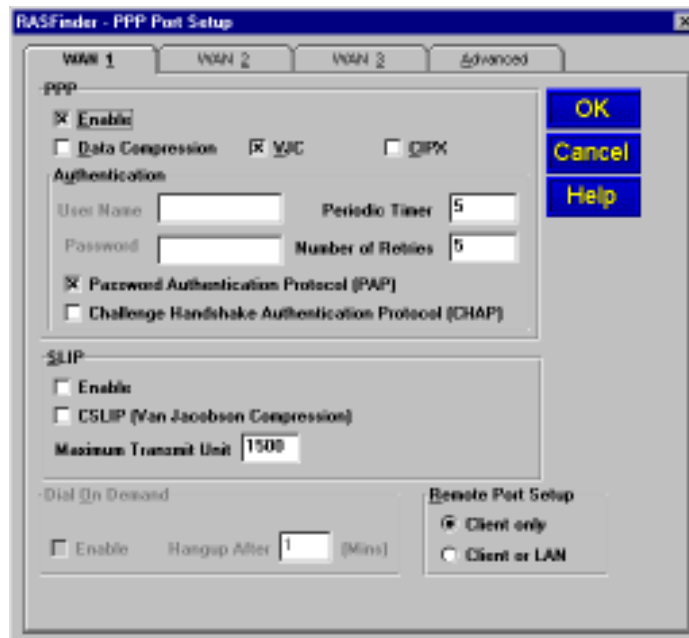 RASFinder - PPP Port Setup
WAN 1
WAN 2
WAN 3
Advanced
PPP
Enable
Data Compression
VJC
CIPX
Authentication
User Name
Periodic Timer
5
Password
Number of Retries
5
Password Authentication Protocol (PAP)
Challenge Handshake Authentication Protocol (CHAP)
OK
Cancel
Help
SLIP
Enable
CSLIP (Van Jacobson Compression)
Maximum Transmit Unit
1500
Dial On Demand
Enable
Hangup After
1
(Mins)
Remote Port Setup
Client only
Client or LAN